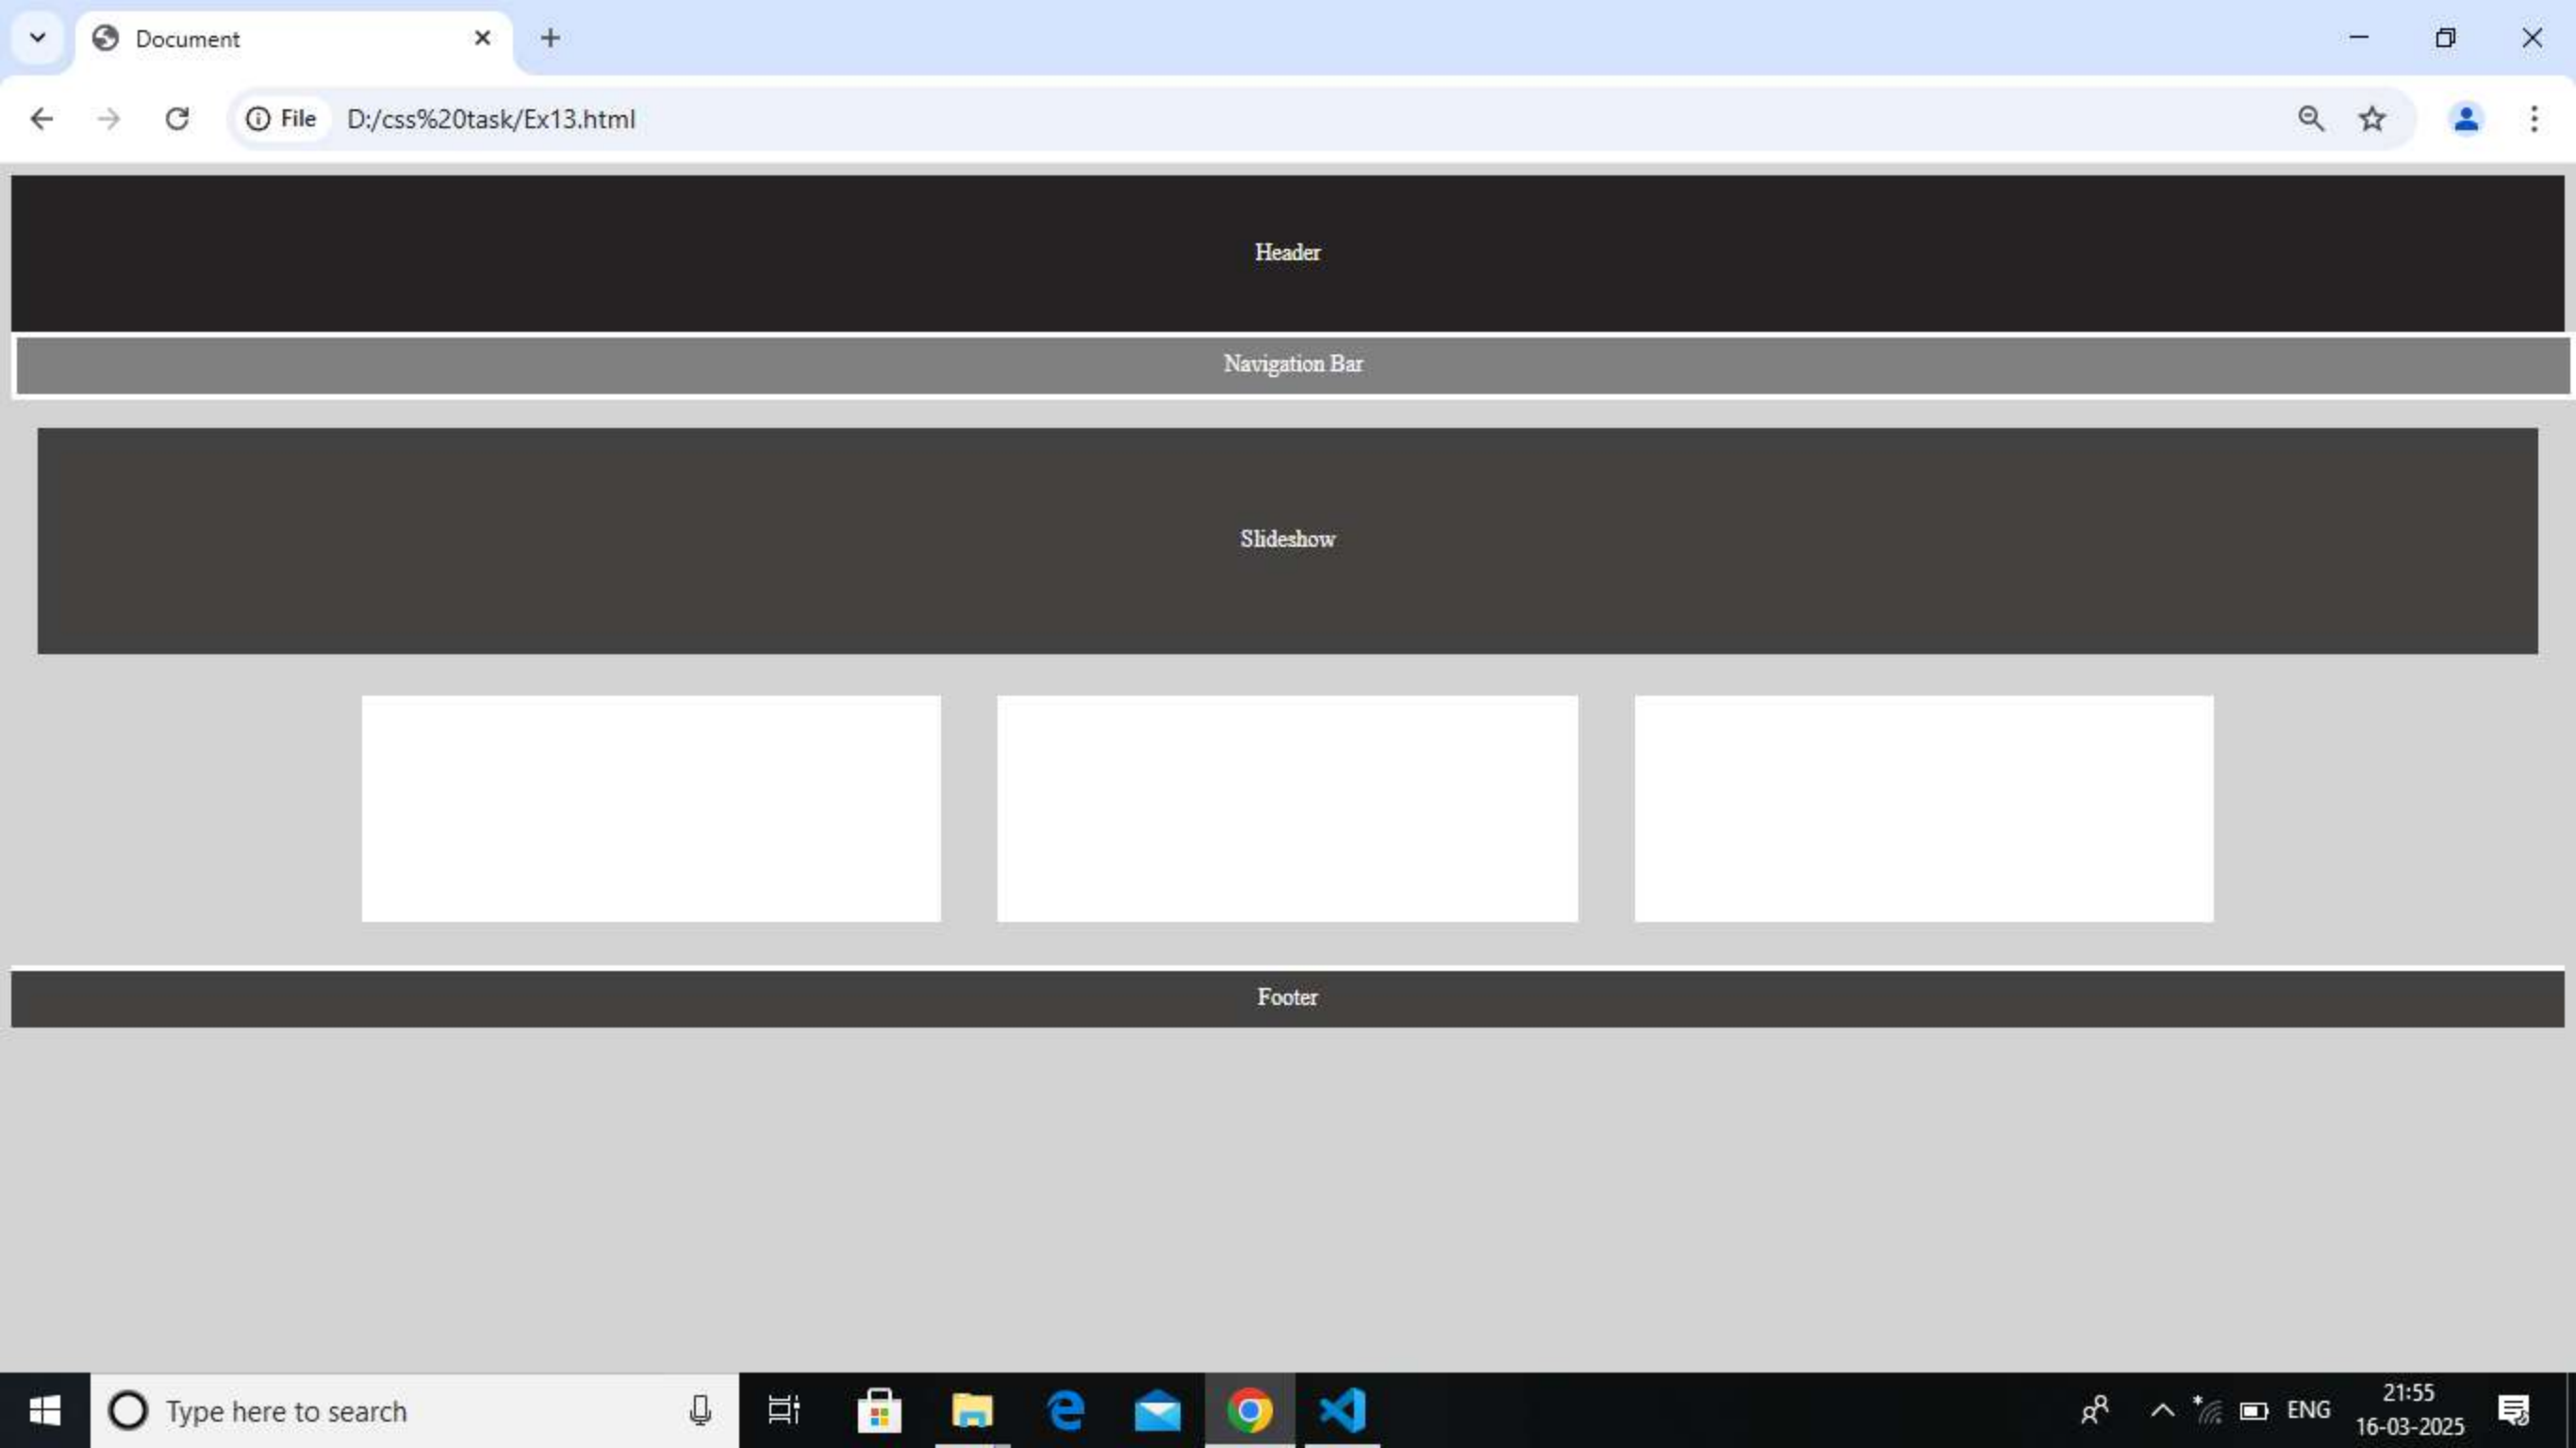 Document
File D:/css%20task/Ex13.html
Header
Navigation Bar
Slideshow
Footer
Type here to search
ENG
21:55
16-03-2025